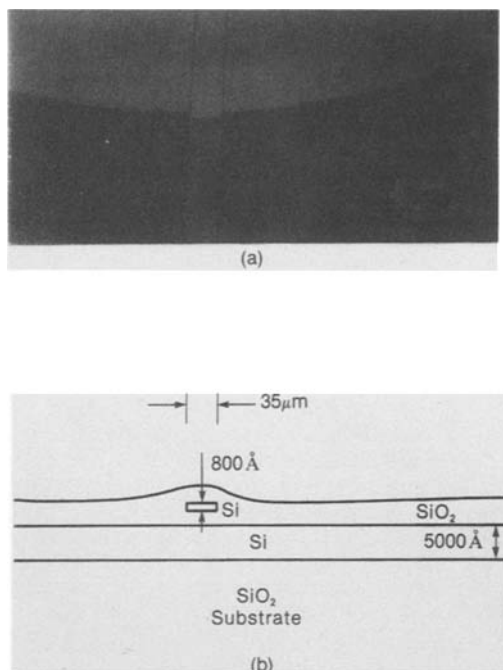 (a)
35μm
800 Å
Si
SiO₂
Si
5000 Å
SiO₂
Substrate
(b)